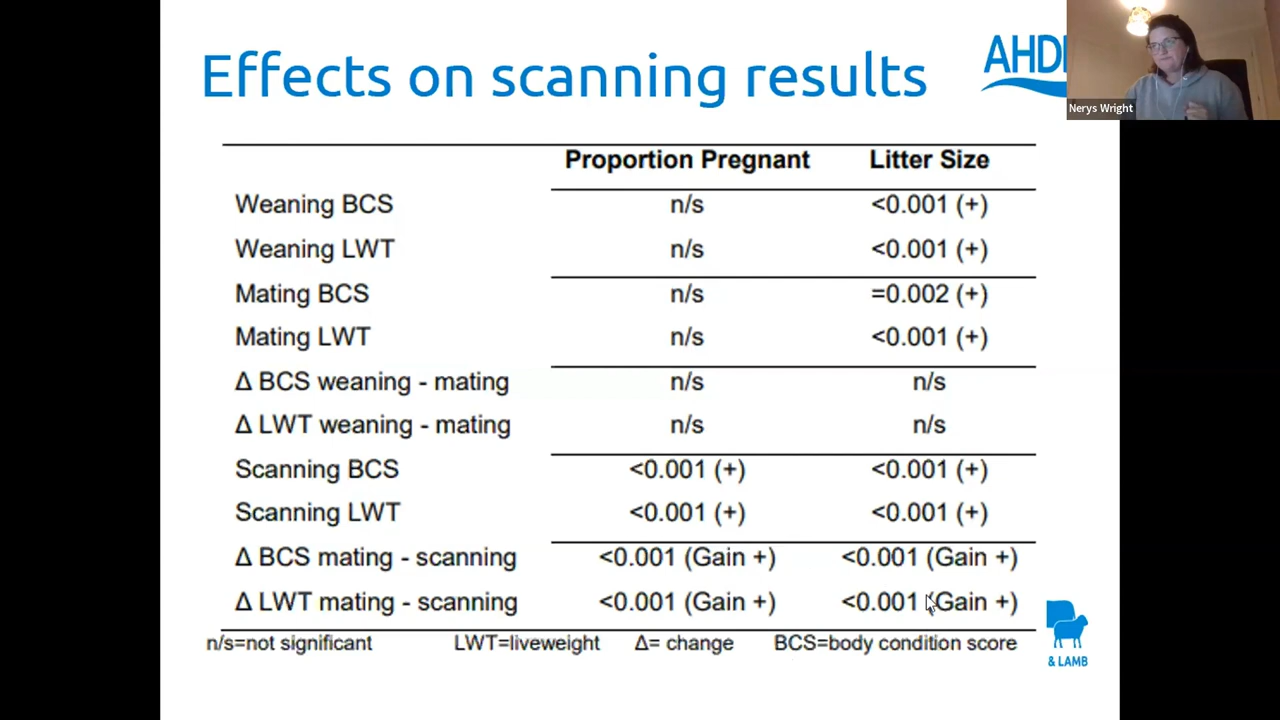 Effects on scanning results
AHD
Nerys Wright
Proportion Pregnant Litter Size
Weaning BCS n/s <0.001 (+)
Weaning LWT n/s <0.001 (+)
Mating BCS n/s =0.002 (+)
Mating LWT n/s <0.001 (+)
Δ BCS weaning - mating n/s n/s
Δ LWT weaning - mating n/s n/s
Scanning BCS <0.001 (+) <0.001 (+)
Scanning LWT <0.001 (+) <0.001 (+)
Δ BCS mating - scanning <0.001 (Gain +) <0.001 (Gain +)
Δ LWT mating - scanning <0.001 (Gain +) <0.001 (Gain +)
n/s=not significant LWT=liveweight Δ= change BCS=body condition score
& LAMB